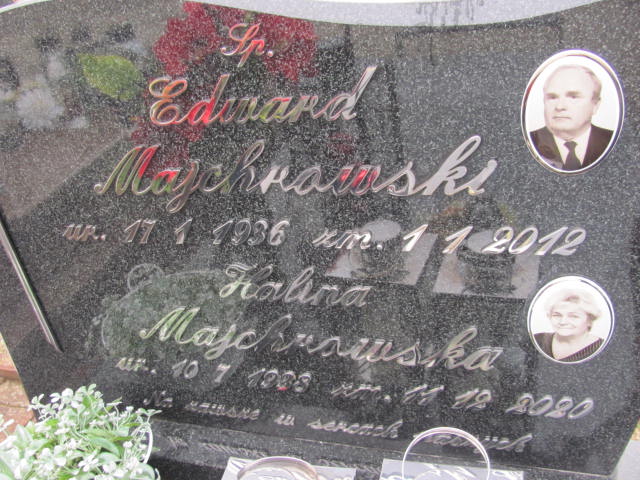 Śp.
Edward
Majchrowski
ur. 17 1 1936 zm. 1 1 2012
Halina
Majchrowska
ur. 10 7 zm. 11 12 2020
Na zawsze w sercach